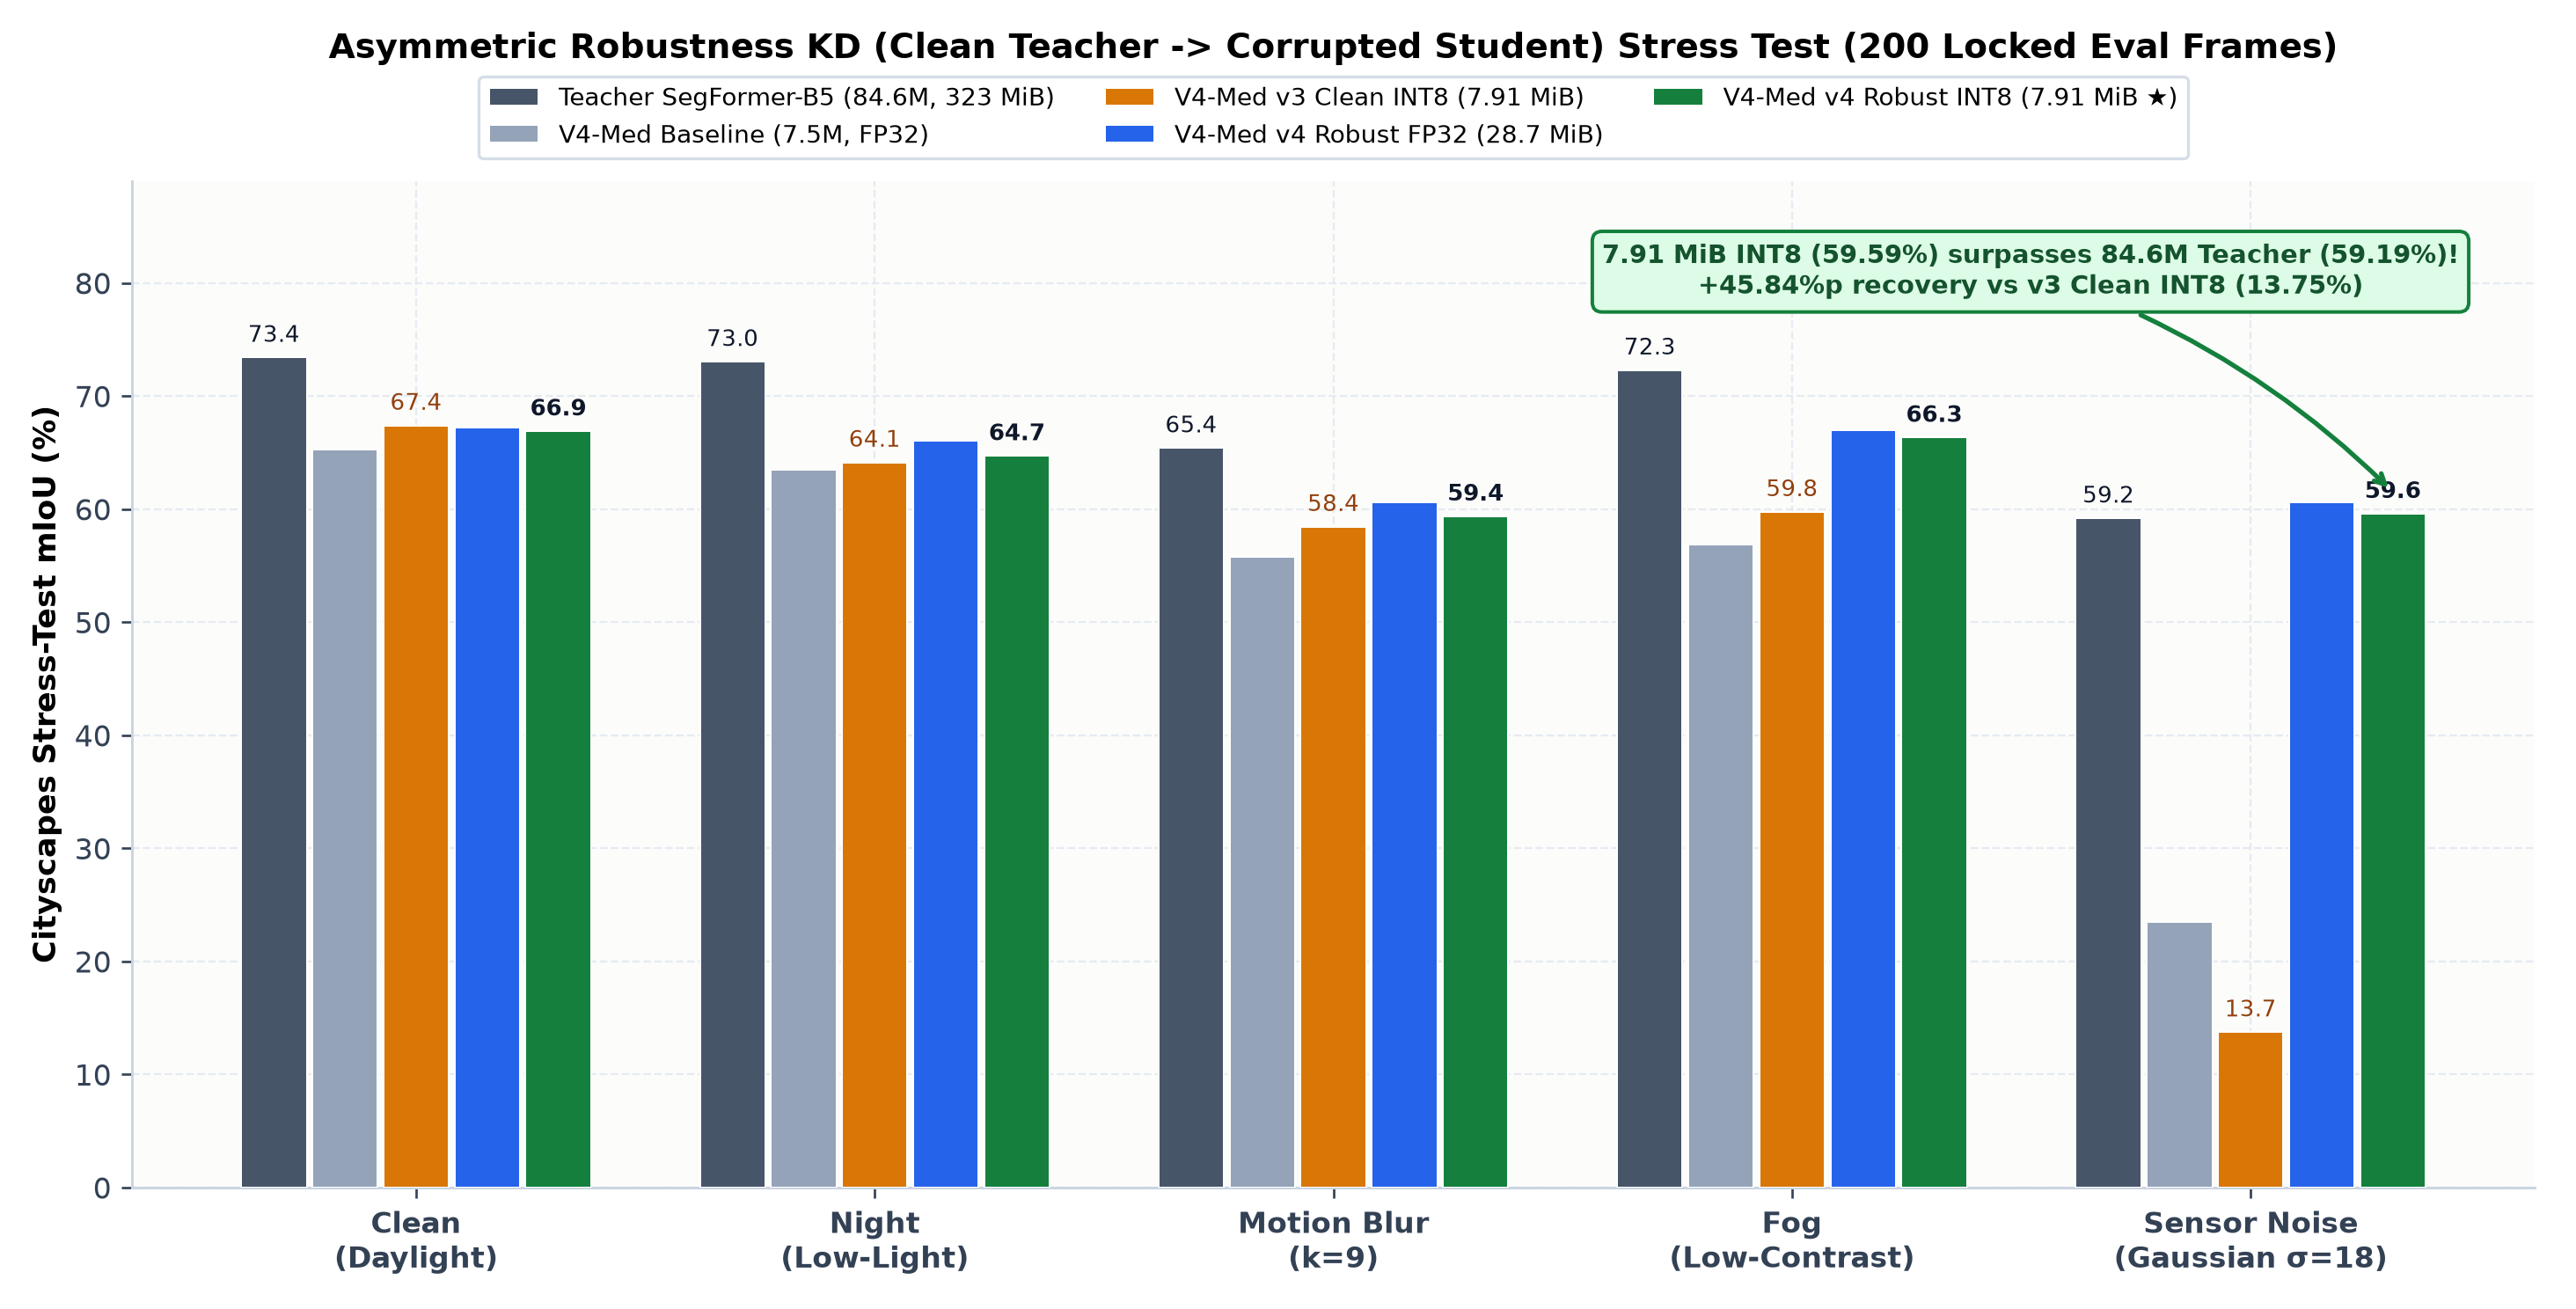 Asymmetric Robustness KD (Clean Teacher -> Corrupted Student) Stress Test (200 Locked Eval Frames)
Teacher SegFormer-B5 (84.6M, 323 MiB)
V4-Med Baseline (7.5M, FP32)
V4-Med v3 Clean INT8 (7.91 MiB)
V4-Med v4 Robust FP32 (28.7 MiB)
V4-Med v4 Robust INT8 (7.91 MiB ★)
Cityscapes Stress-Test mIoU (%)
80
70
60
50
40
30
20
10
0
7.91 MiB INT8 (59.59%) surpasses 84.6M Teacher (59.19%)!
+45.84%p recovery vs v3 Clean INT8 (13.75%)
73.4
67.4
66.9
73.0
64.1
64.7
65.4
58.4
59.4
72.3
59.8
66.3
59.2
13.7
59.6
Clean
(Daylight)
Night
(Low-Light)
Motion Blur
(k=9)
Fog
(Low-Contrast)
Sensor Noise
(Gaussian σ=18)